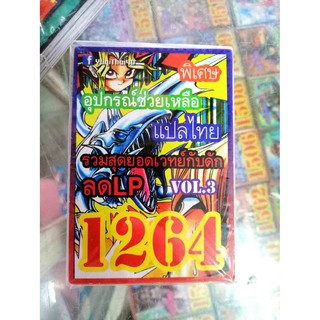 พิเศษ
อุปกรณ์ช่วยเหลือ
แปลไทย
รวมสุดยอดเวทย์กับดัก
ลดLP VOL.3
1264